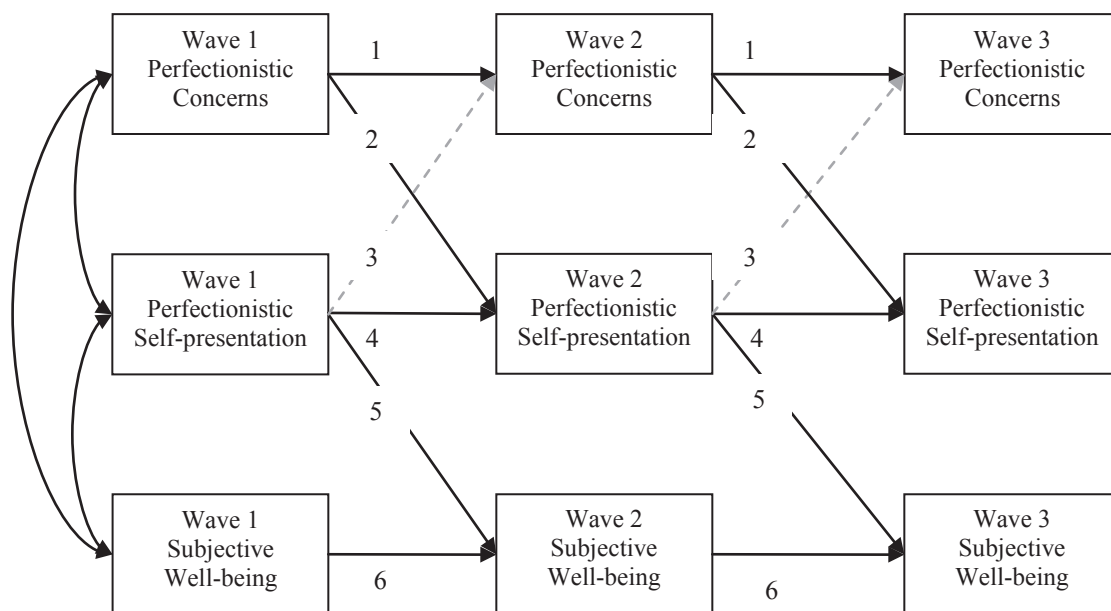 Wave 1
Perfectionistic
Concerns
1
Wave 2
Perfectionistic
Concerns
1
Wave 3
Perfectionistic
Concerns
2
2
3
3
Wave 1
Perfectionistic
Self-presentation
4
Wave 2
Perfectionistic
Self-presentation
4
Wave 3
Perfectionistic
Self-presentation
5
5
Wave 1
Subjective
Well-being
6
Wave 2
Subjective
Well-being
6
Wave 3
Subjective
Well-being